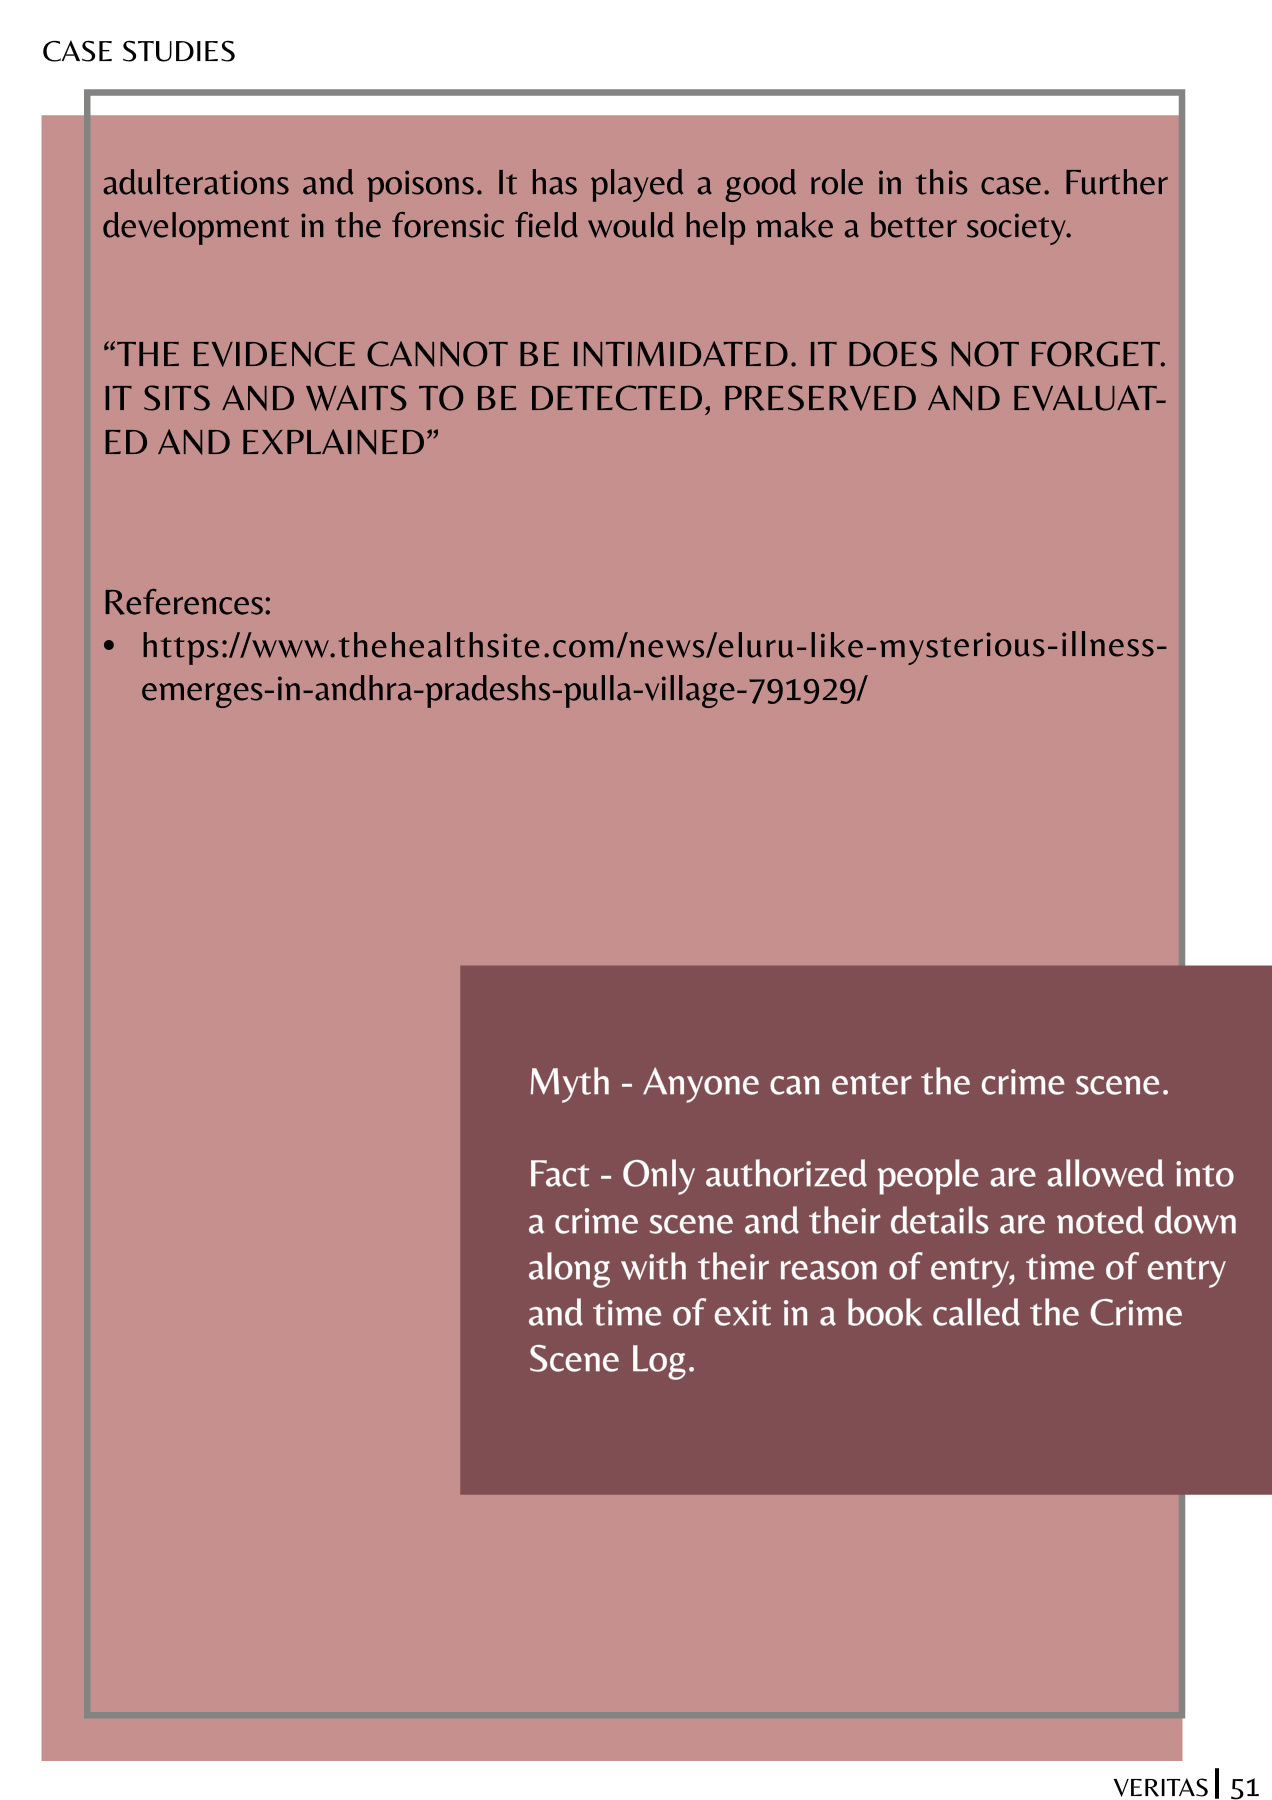 CASE STUDIES
adulterations and poisons. It has played a good role in this case. Further
development in the forensic field would help make a better society.
“THE EVIDENCE CANNOT BE INTIMIDATED. IT DOES NOT FORGET.
IT SITS AND WAITS TO BE DETECTED, PRESERVED AND EVALUAT-
ED AND EXPLAINED”
References:
• https://www.thehealthsite.com/news/eluru-like-mysterious-illness-
emerges-in-andhra-pradeshs-pulla-village-791929/
Myth - Anyone can enter the crime scene.
Fact - Only authorized people are allowed into
a crime scene and their details are noted down
along with their reason of entry, time of entry
and time of exit in a book called the Crime
Scene Log.
VERITAS | 51